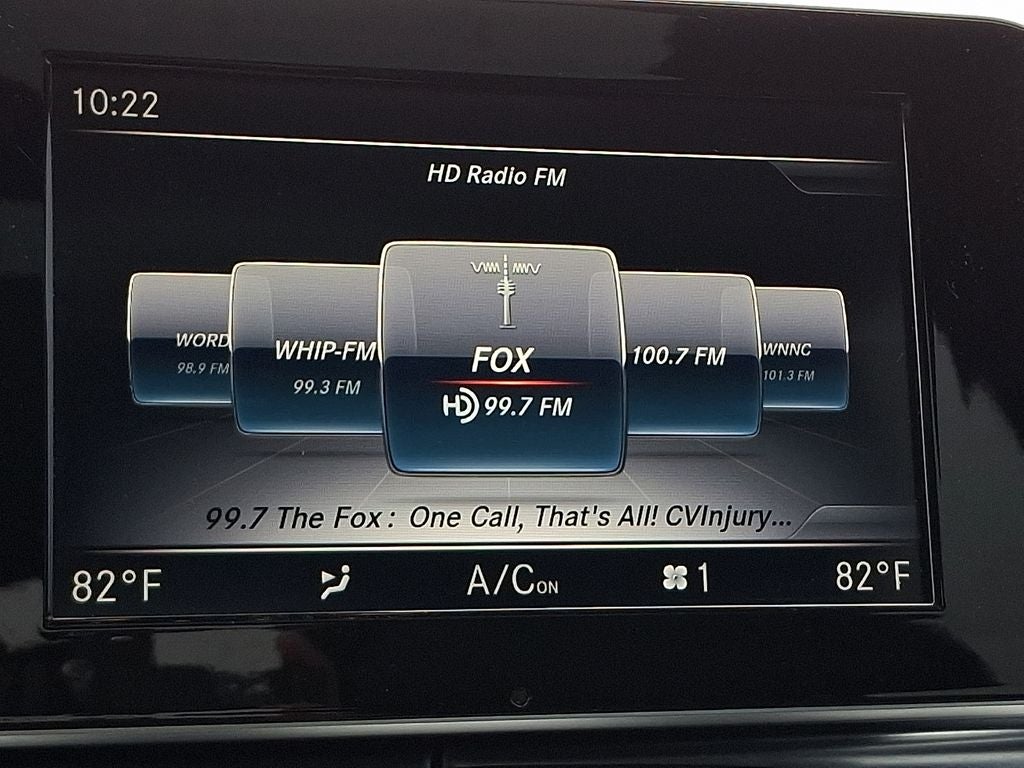 10:22
HD Radio FM
WORD
98.9 FM
WHIP-FM
99.3 FM
FOX
HD 99.7 FM
100.7 FM
WNNC
101.3 FM
99.7 The Fox: One Call, That's All! CVInjury...
82°F A/C ON 1 82°F